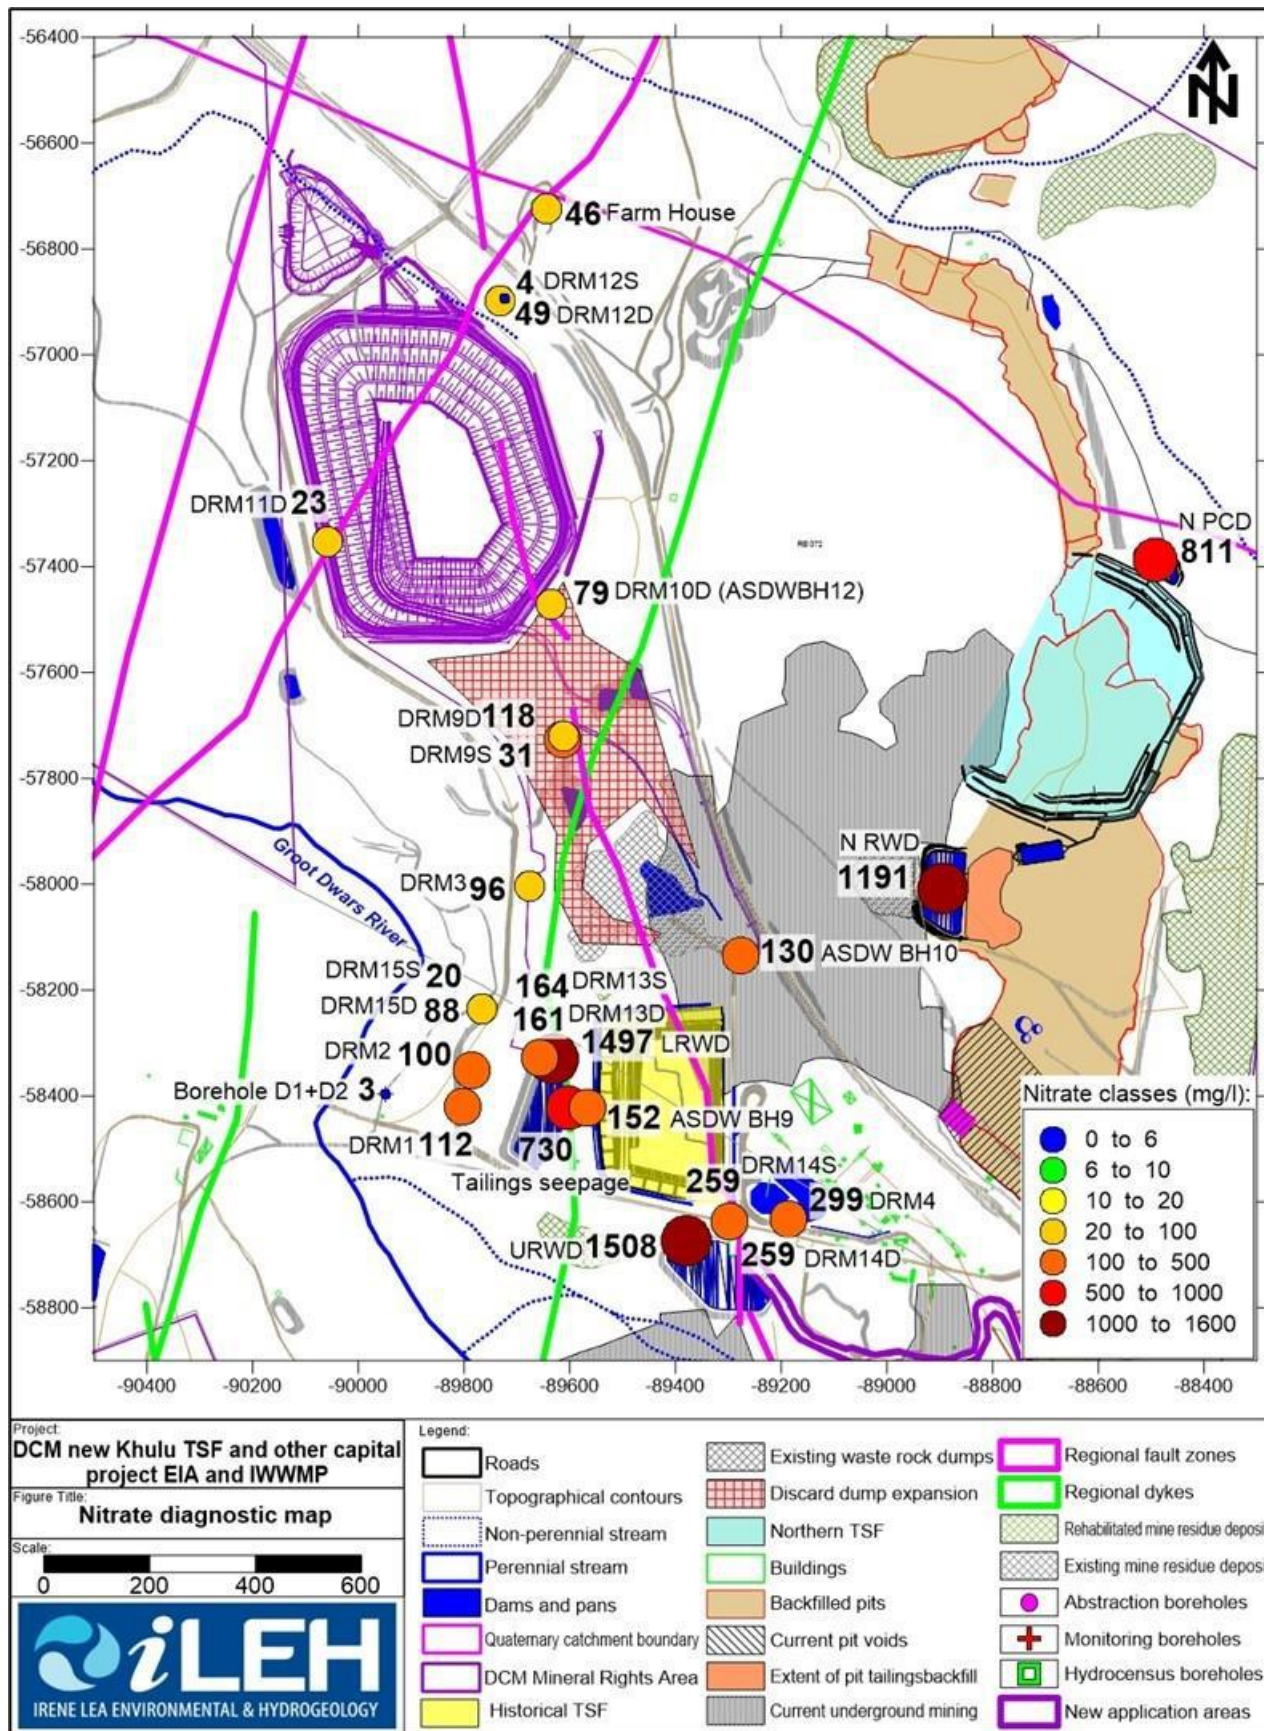 -56400
-56600
-56800
-57000
-57200
-57400
-57600
-57800
-58000
-58200
-58400
-58600
-58800
N
46 Farm House
4 DRM12S
49 DRM12D
DRM11D 23
N PCD
811
79 DRM10D (ASDWBH12)
DRM9D 118
DRM9S 31
N RWD
1191
Groot Dwars River
DRM3 96
130 ASDW BH10
DRM15S 20
164 DRM13S
DRM15D 88
161 DRM13D
DRM2 100
1497 LRWD
Borehole D1+D2 3
DRM1 112
730
152 ASDW BH9
Tailings seepage
259 DRM14S
299 DRM4
URWD 1508
259 DRM14D
Nitrate classes (mg/l):
0 to 6
6 to 10
10 to 20
20 to 100
100 to 500
500 to 1000
1000 to 1600
-90400 -90200 -90000 -89800 -89600 -89400 -89200 -89000 -88800 -88600 -88400
Project:
DCM new Khulu TSF and other capital
project EIA and IWWMP
Figure Title:
Nitrate diagnostic map
Scale:
0 200 400 600
iLEH
IRENE LEA ENVIRONMENTAL & HYDROGEOLOGY
Legend:
Roads
Topographical contours
Non-perennial stream
Perennial stream
Dams and pans
Quaternary catchment boundary
DCM Mineral Rights Area
Historical TSF
Existing waste rock dumps
Discard dump expansion
Northern TSF
Buildings
Backfilled pits
Current pit voids
Extent of pit tailingsbackfill
Current underground mining
Regional fault zones
Regional dykes
Rehabilitated mine residue deposi
Existing mine residue deposi
Abstraction boreholes
Monitoring boreholes
Hydrocensus boreholes
New application areas